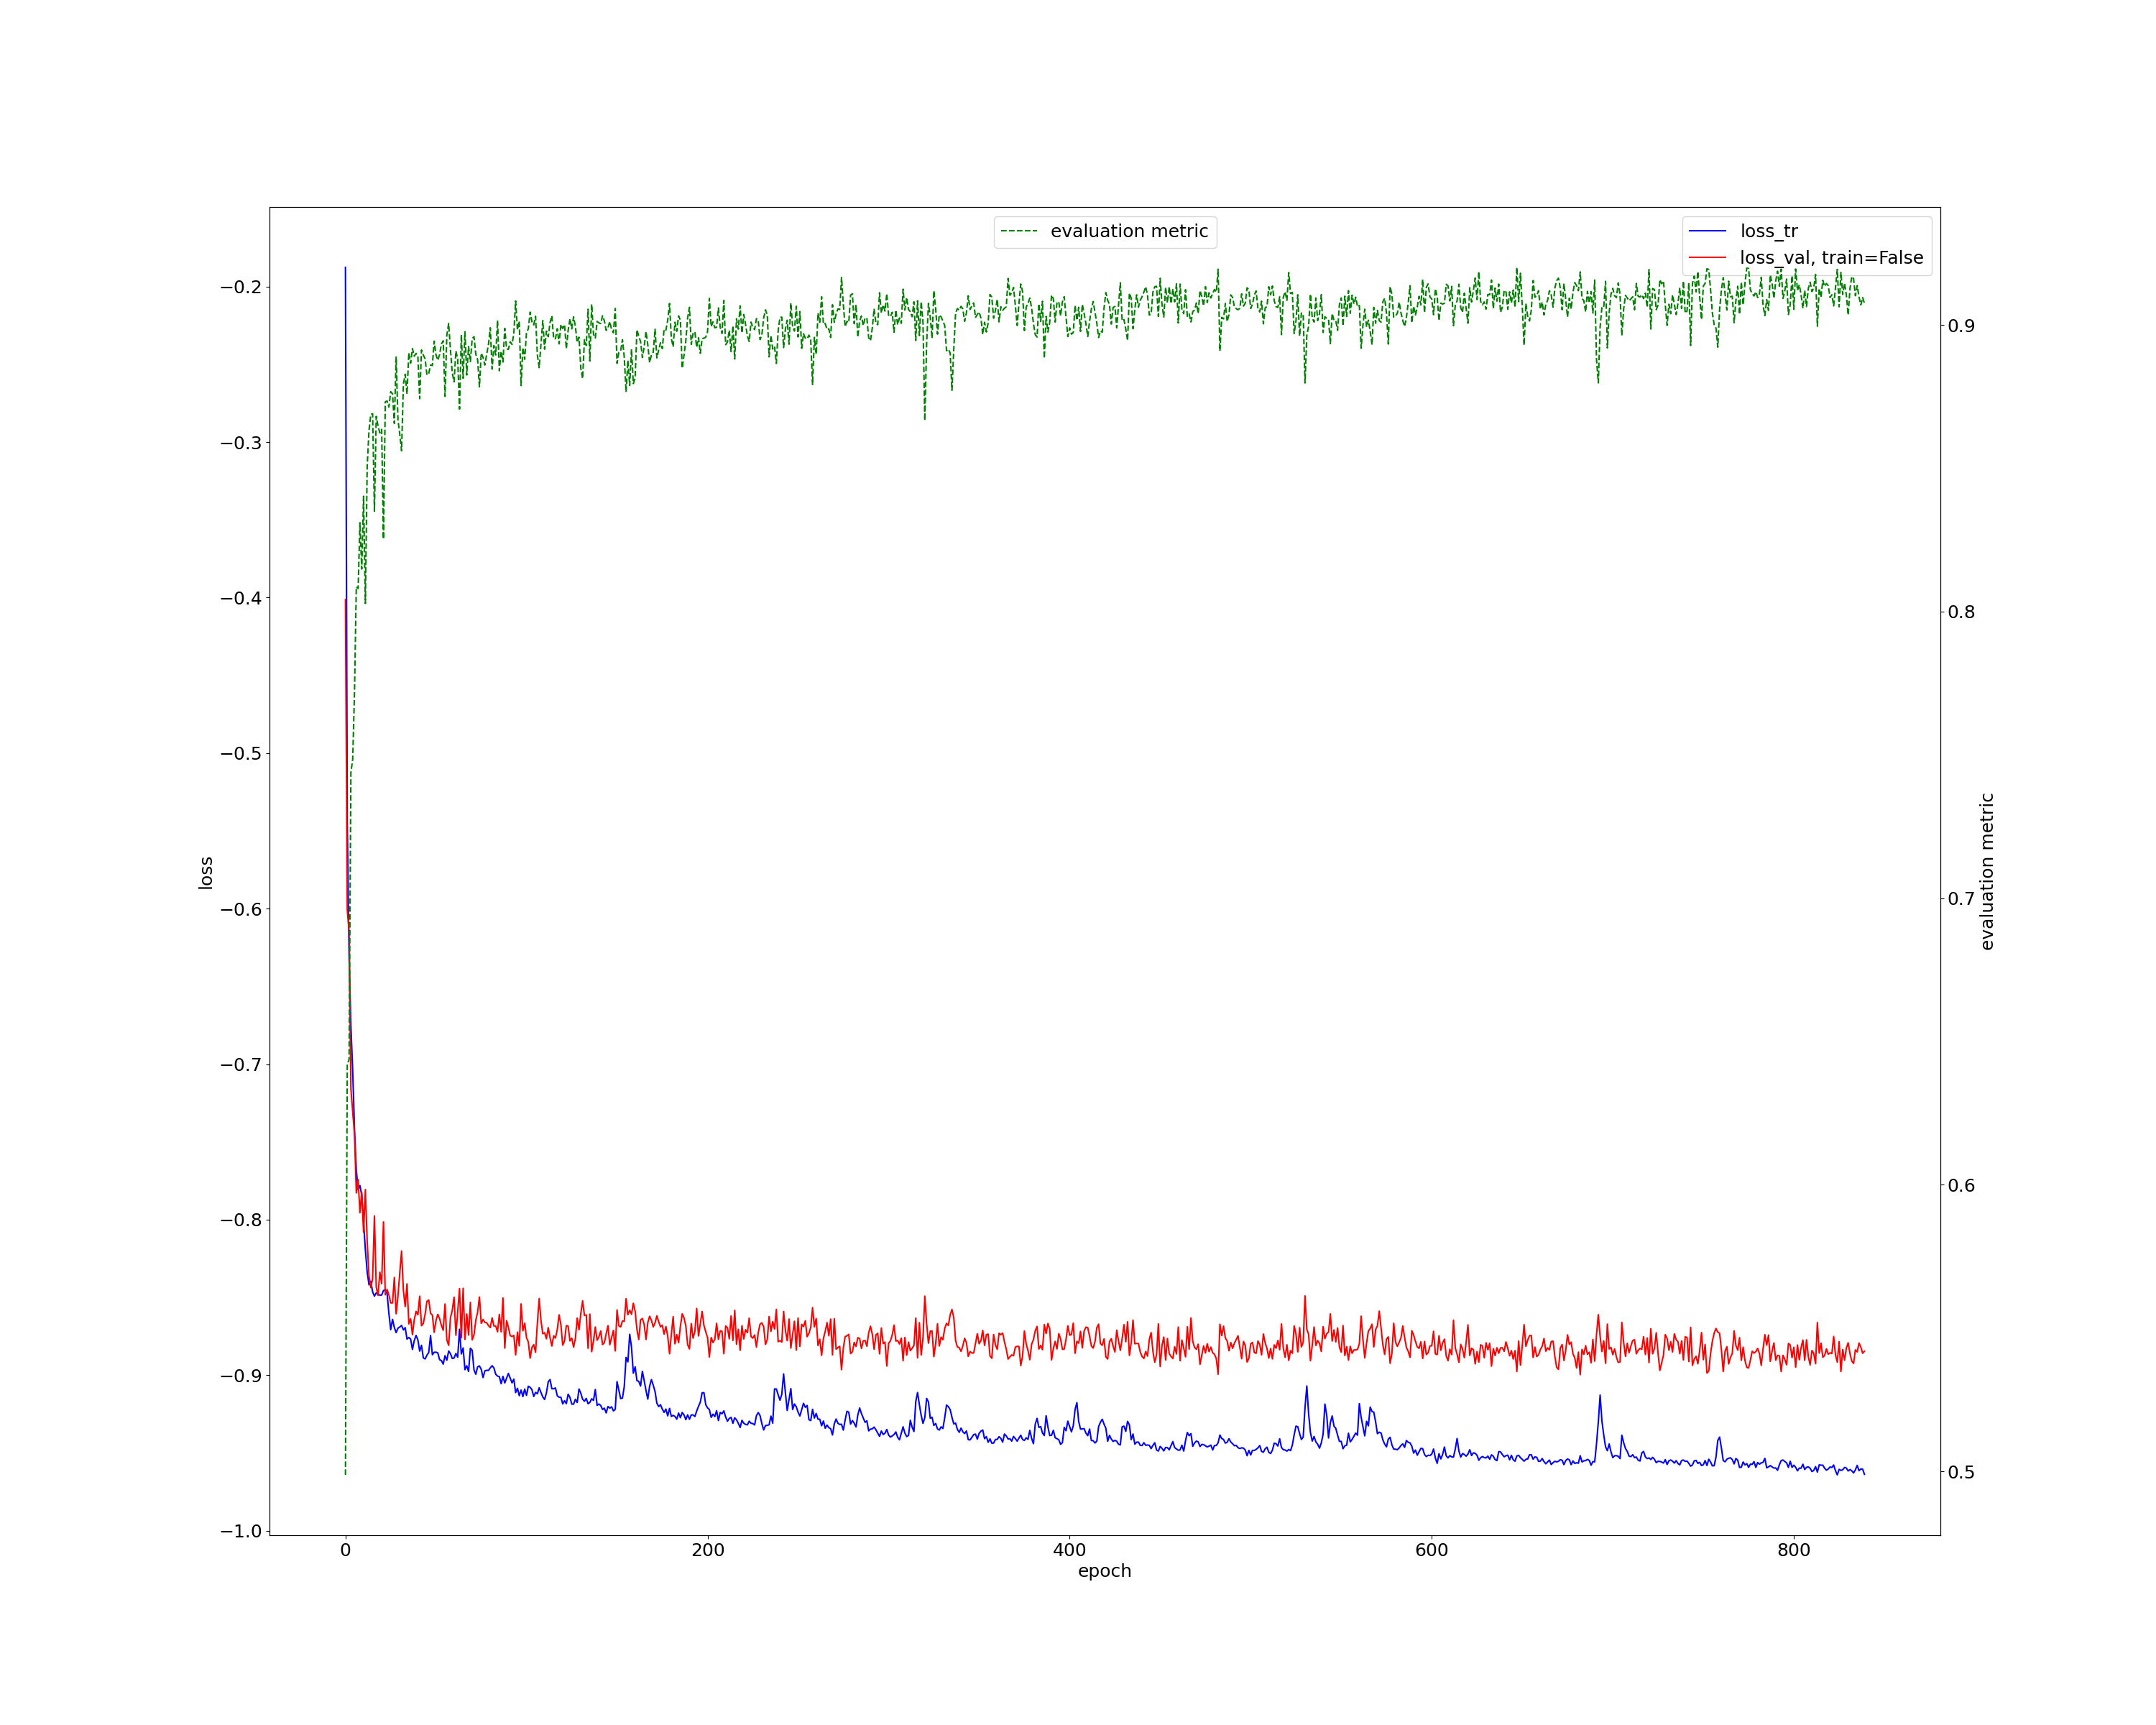 evaluation metric
loss_tr
loss_val, train=False
−0.2
−0.3
−0.4
−0.5
−0.6
−0.7
−0.8
−0.9
−1.0
loss
0.9
0.8
0.7
0.6
0.5
evaluation metric
0 200 400 600 800
epoch